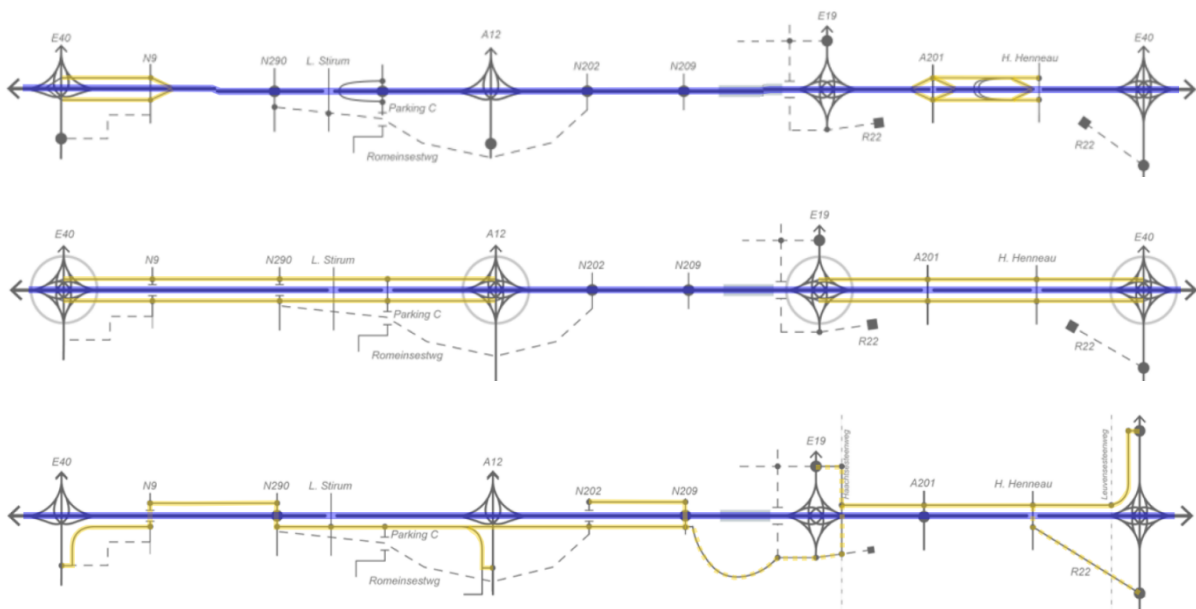 E40
N9
N290
L. Stirum
A12
N202
N209
E19
A201
H. Henneau
E40
Parking C
Romeinsestwg
R22
R22
E40
N9
N290
L. Stirum
A12
N202
N209
E19
A201
H. Henneau
E40
Parking C
Romeinsestwg
R22
R22
E40
N9
N290
L. Stirum
A12
N202
N209
E19
Haachtsesteenweg
A201
H. Henneau
Leuvensesteenweg
E40
Parking C
Romeinsestwg
R22